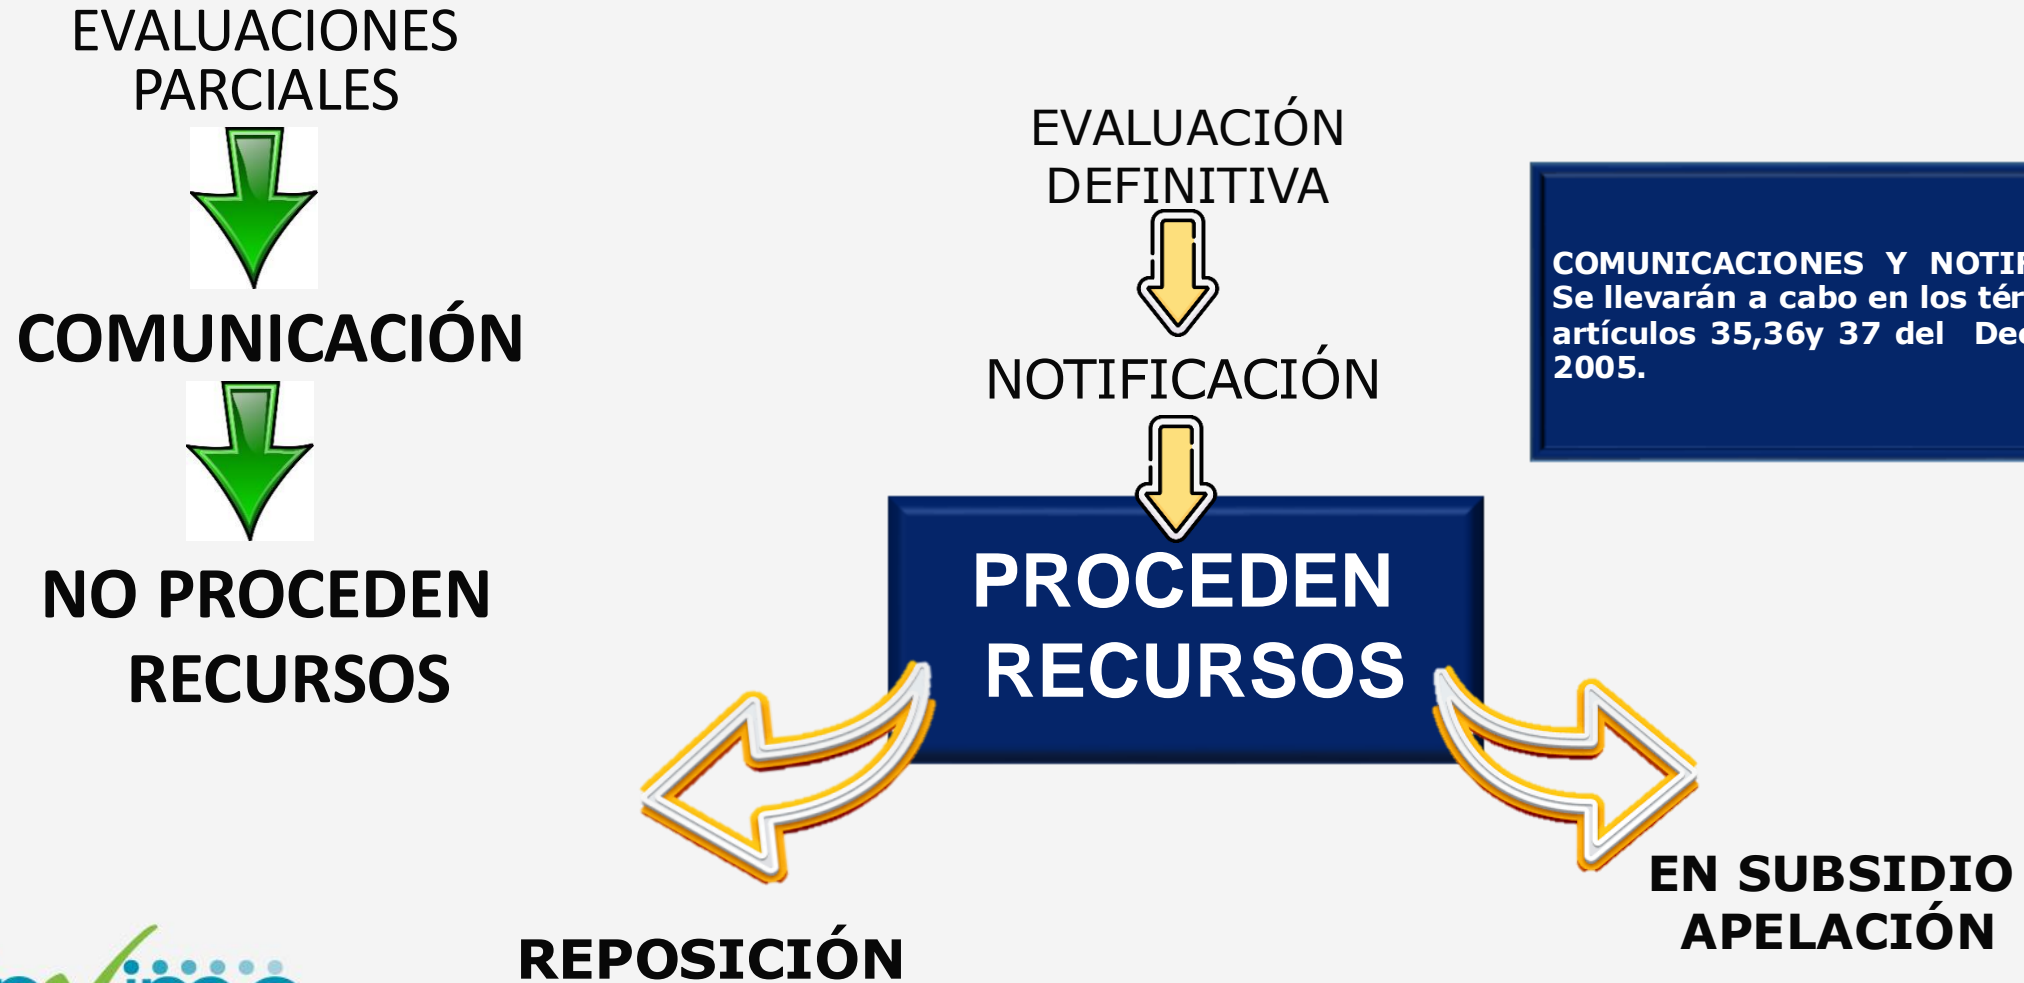 EVALUACIONES
PARCIALES
COMUNICACIÓN
NO PROCEDEN
RECURSOS
EVALUACIÓN
DEFINITIVA
NOTIFICACIÓN
PROCEDEN
RECURSOS
REPOSICIÓN
EN SUBSIDIO
APELACIÓN
COMUNICACIONES Y
Se llevarán a cabo en los
artículos 35,36y 37 del
2005.